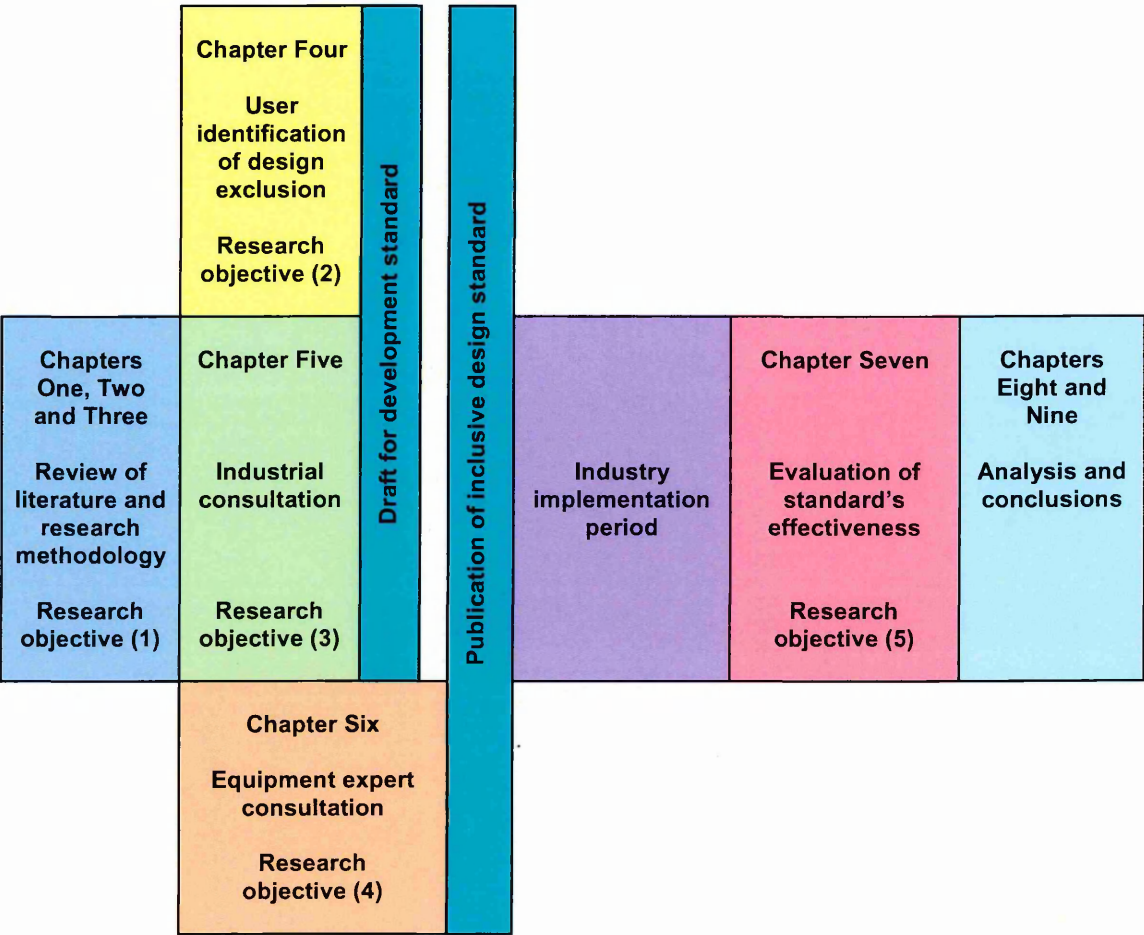 Chapters
One, Two
and Three
Review of
literature and
research
methodology
Research
objective (1)
Chapter Four
User
identification
of design
exclusion
Research
objective (2)
Chapter Five
Industrial
consultation
Research
objective (3)
Chapter Six
Equipment expert
consultation
Research
objective (4)
Draft for development standard
Publication of inclusive design standard
Industry
implementation
period
Chapter Seven
Evaluation of
standard's
effectiveness
Research
objective (5)
Chapters
Eight and
Nine
Analysis and
conclusions